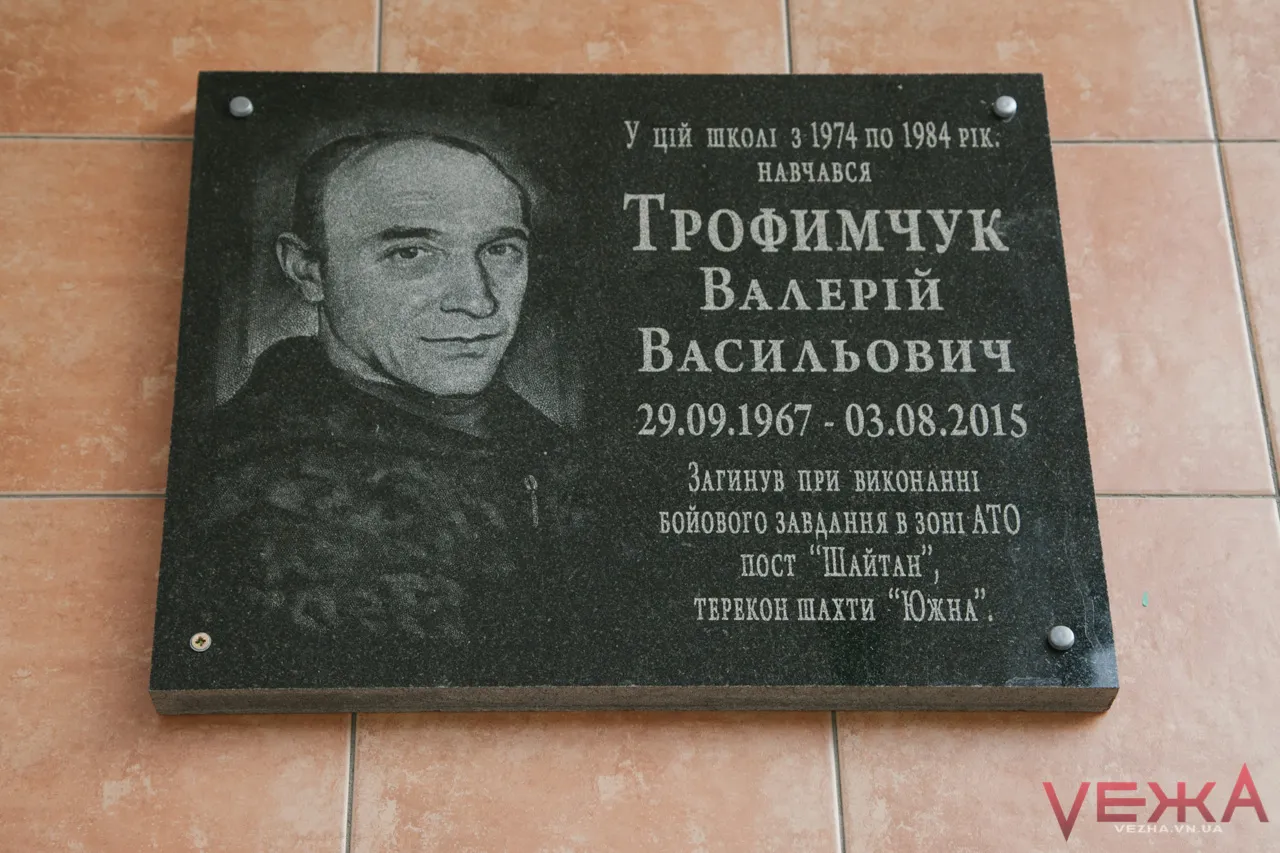 У цій школі з 1974 по 1984 рік.
навчався
Трофимчук
Валерій
Васильович
29.09.1967 - 03.08.2015
Загинув при виконанні
бойового завдання в зоні АТО
пост “Шайтан”,
терекон шахти “Южна”.
VЕЖА
VEZHA.VN.UA